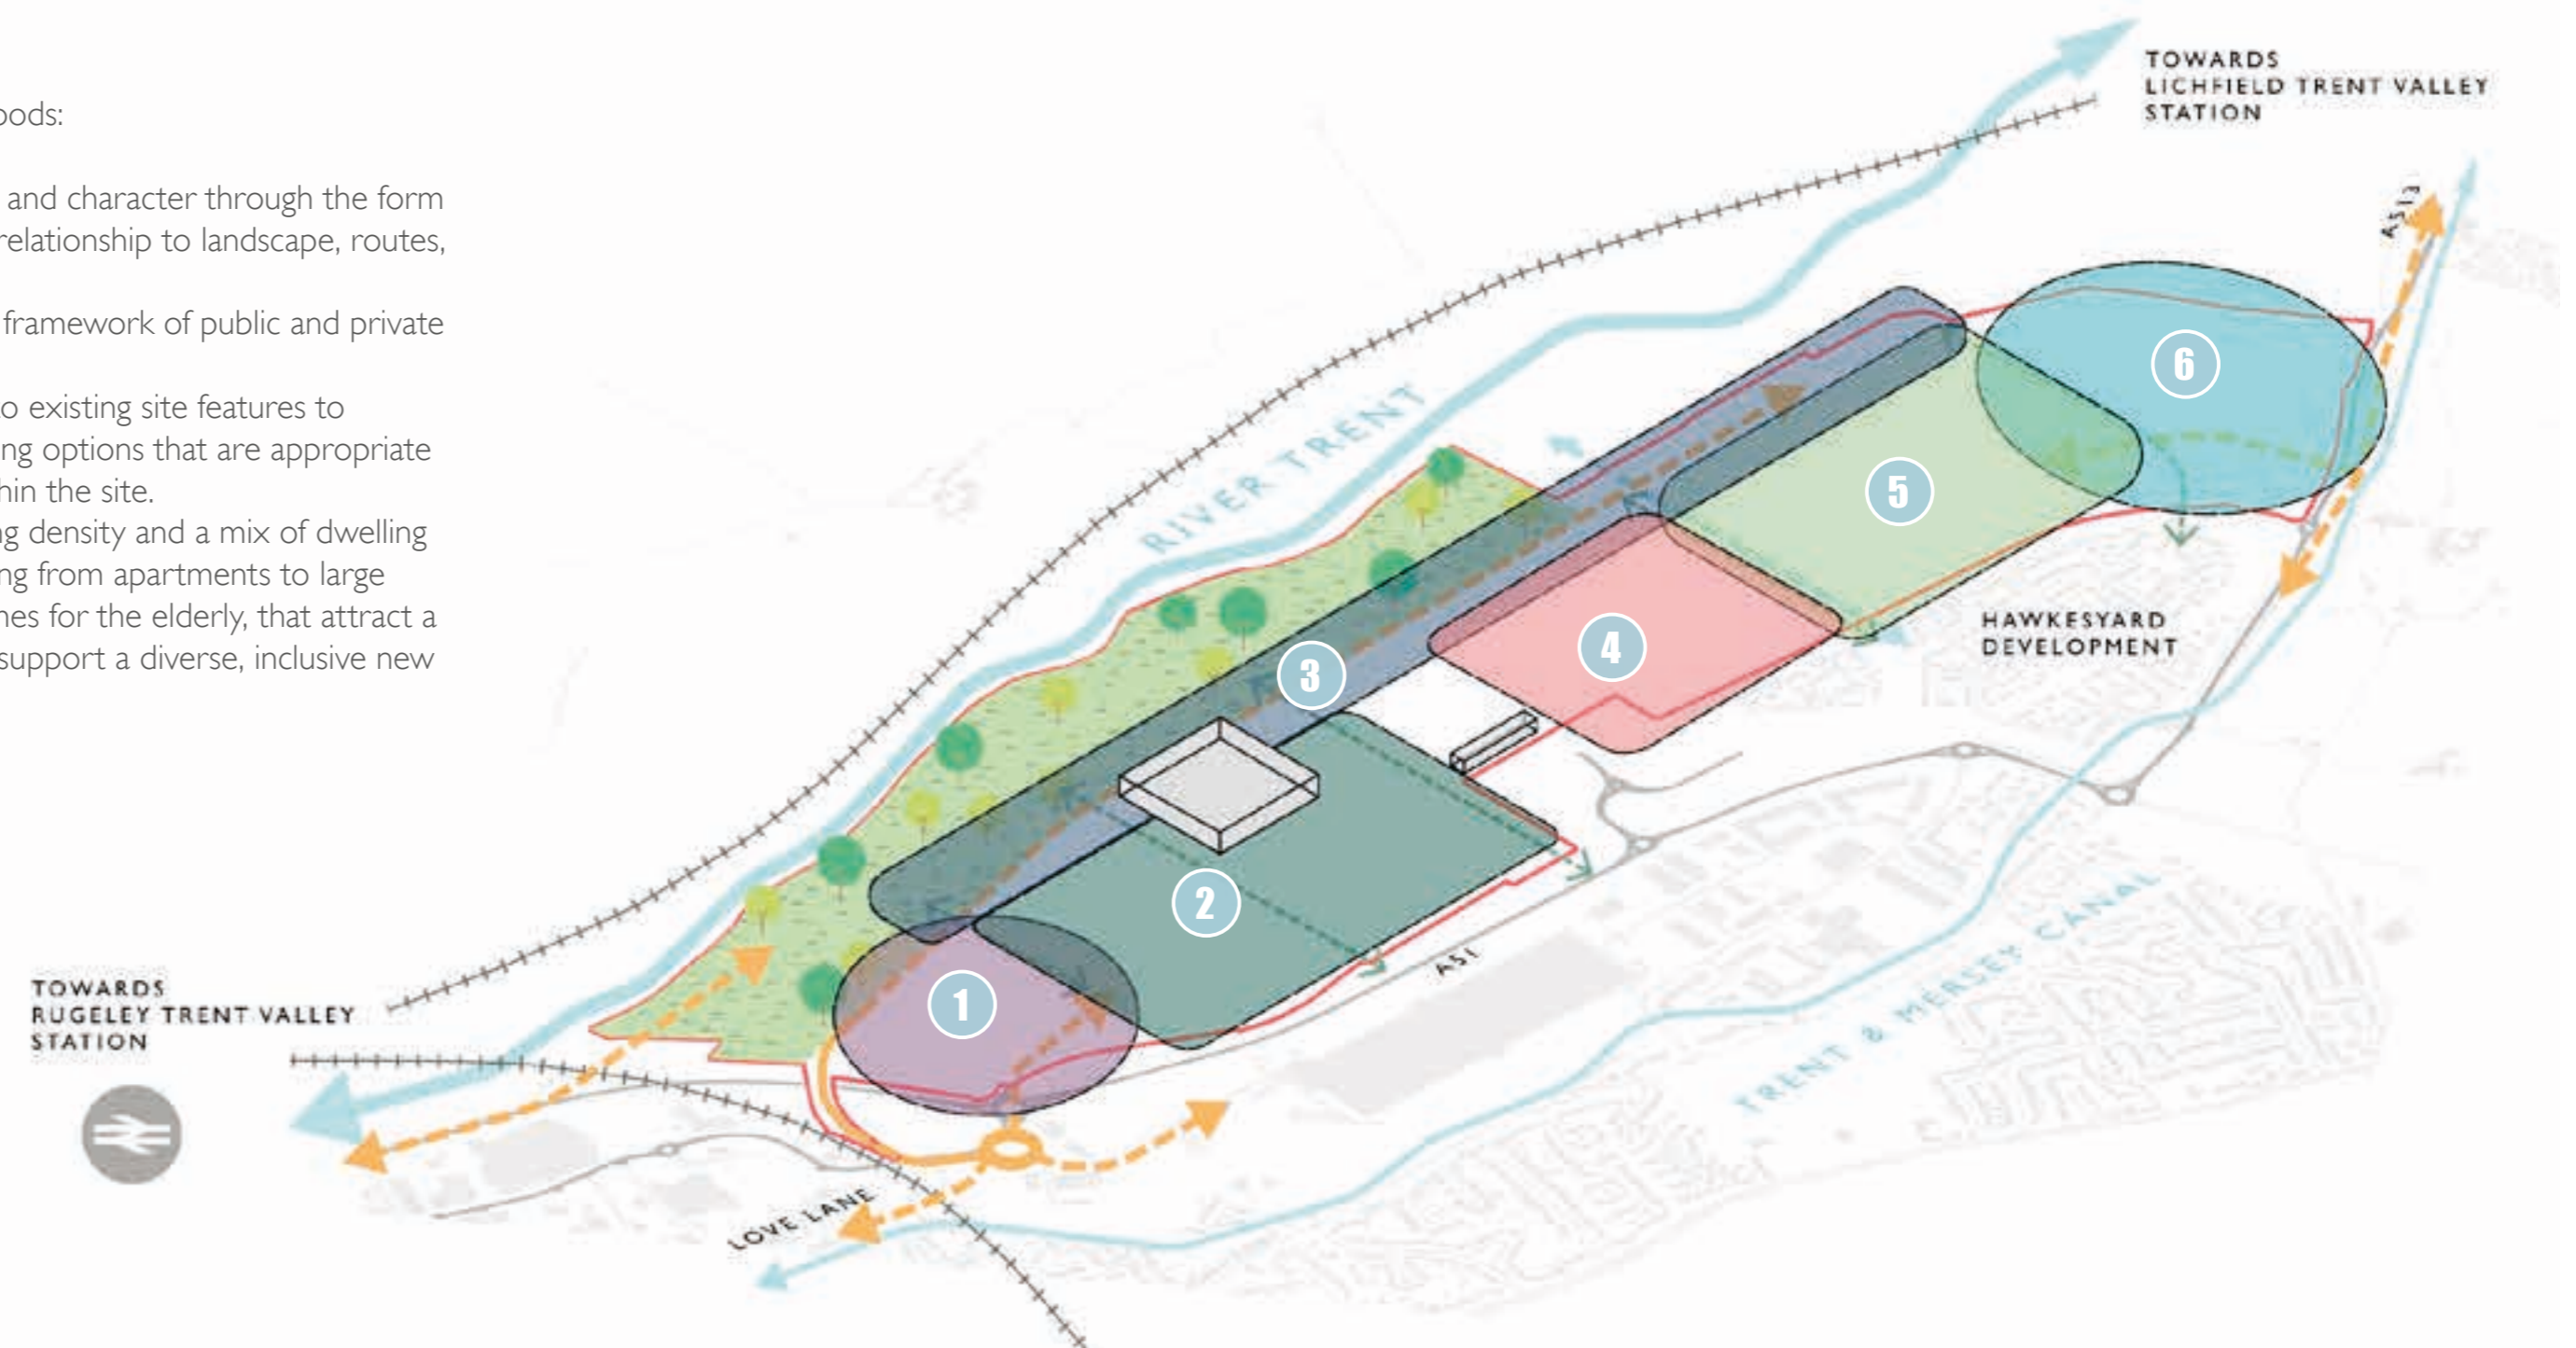 oods:
and character through the form
relationship to landscape, routes,
framework of public and private
o existing site features to
ng options that are appropriate
hin the site.
ng density and a mix of dwelling
ng from apartments to large
nes for the elderly, that attract a
support a diverse, inclusive new
TOWARDS
LICHFIELD TRENT VALLEY
STATION
A513
RIVER TRENT
6
5
4
3
2
1
HAWKESYARD
DEVELOPMENT
A51
TRENT & MERSEY CANAL
TOWARDS
RUGELEY TRENT VALLEY
STATION
LOVE LANE